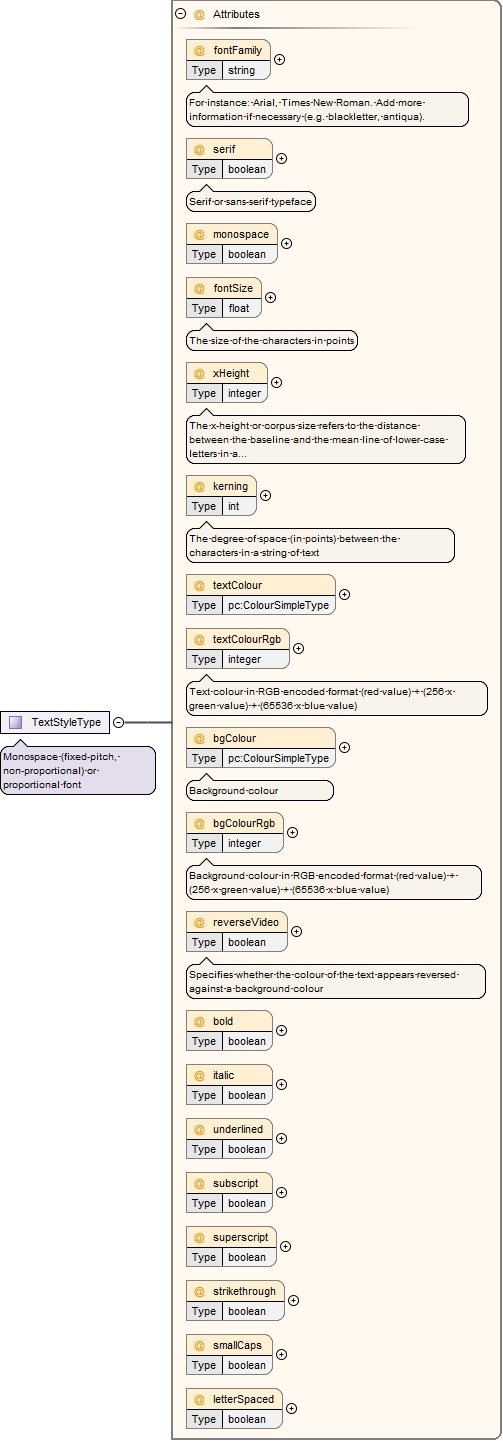 @ Attributes
@ fontFamily
Type string
For instance: Arial, Times New Roman. Add more
information if necessary (e.g. blackletter, antiqua).
@ serif
Type boolean
Serif or sans-serif typeface
@ monospace
Type boolean
@ fontSize
Type float
The size of the characters in points
@ xHeight
Type integer
The x-height or corpus size refers to the distance
between the baseline and the mean line of lower-case
letters in a...
@ kerning
Type int
The degree of space (in points) between the
characters in a string of text
@ textColour
Type pc:ColourSimpleType
@ textColourRgb
Type integer
Text colour in RGB encoded format (red value) + (256 x
green value) + (65536 x blue value)
TextStyleType
Monospace (fixed-pitch,
non-proportional) or
proportional font
@ bgColour
Type pc:ColourSimpleType
Background colour
@ bgColourRgb
Type integer
Background colour in RGB encoded format (red value) +
(256 x green value) + (65536 x blue value)
@ reverseVideo
Type boolean
Specifies whether the colour of the text appears reversed
against a background colour
@ bold
Type boolean
@ italic
Type boolean
@ underlined
Type boolean
@ subscript
Type boolean
@ superscript
Type boolean
@ strikethrough
Type boolean
@ smallCaps
Type boolean
@ letterSpaced
Type boolean